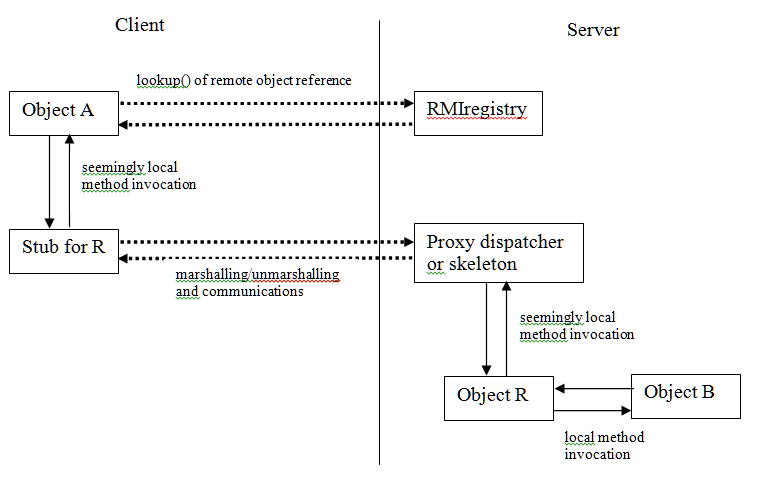 Client
Server
lookup() of remote object reference
Object A
RMIregistry
seemingly local
method invocation
Stub for R
Proxy dispatcher
or skeleton
marshalling/unmarshalling
and communications
seemingly local
method invocation
Object R
Object B
local method
invocation